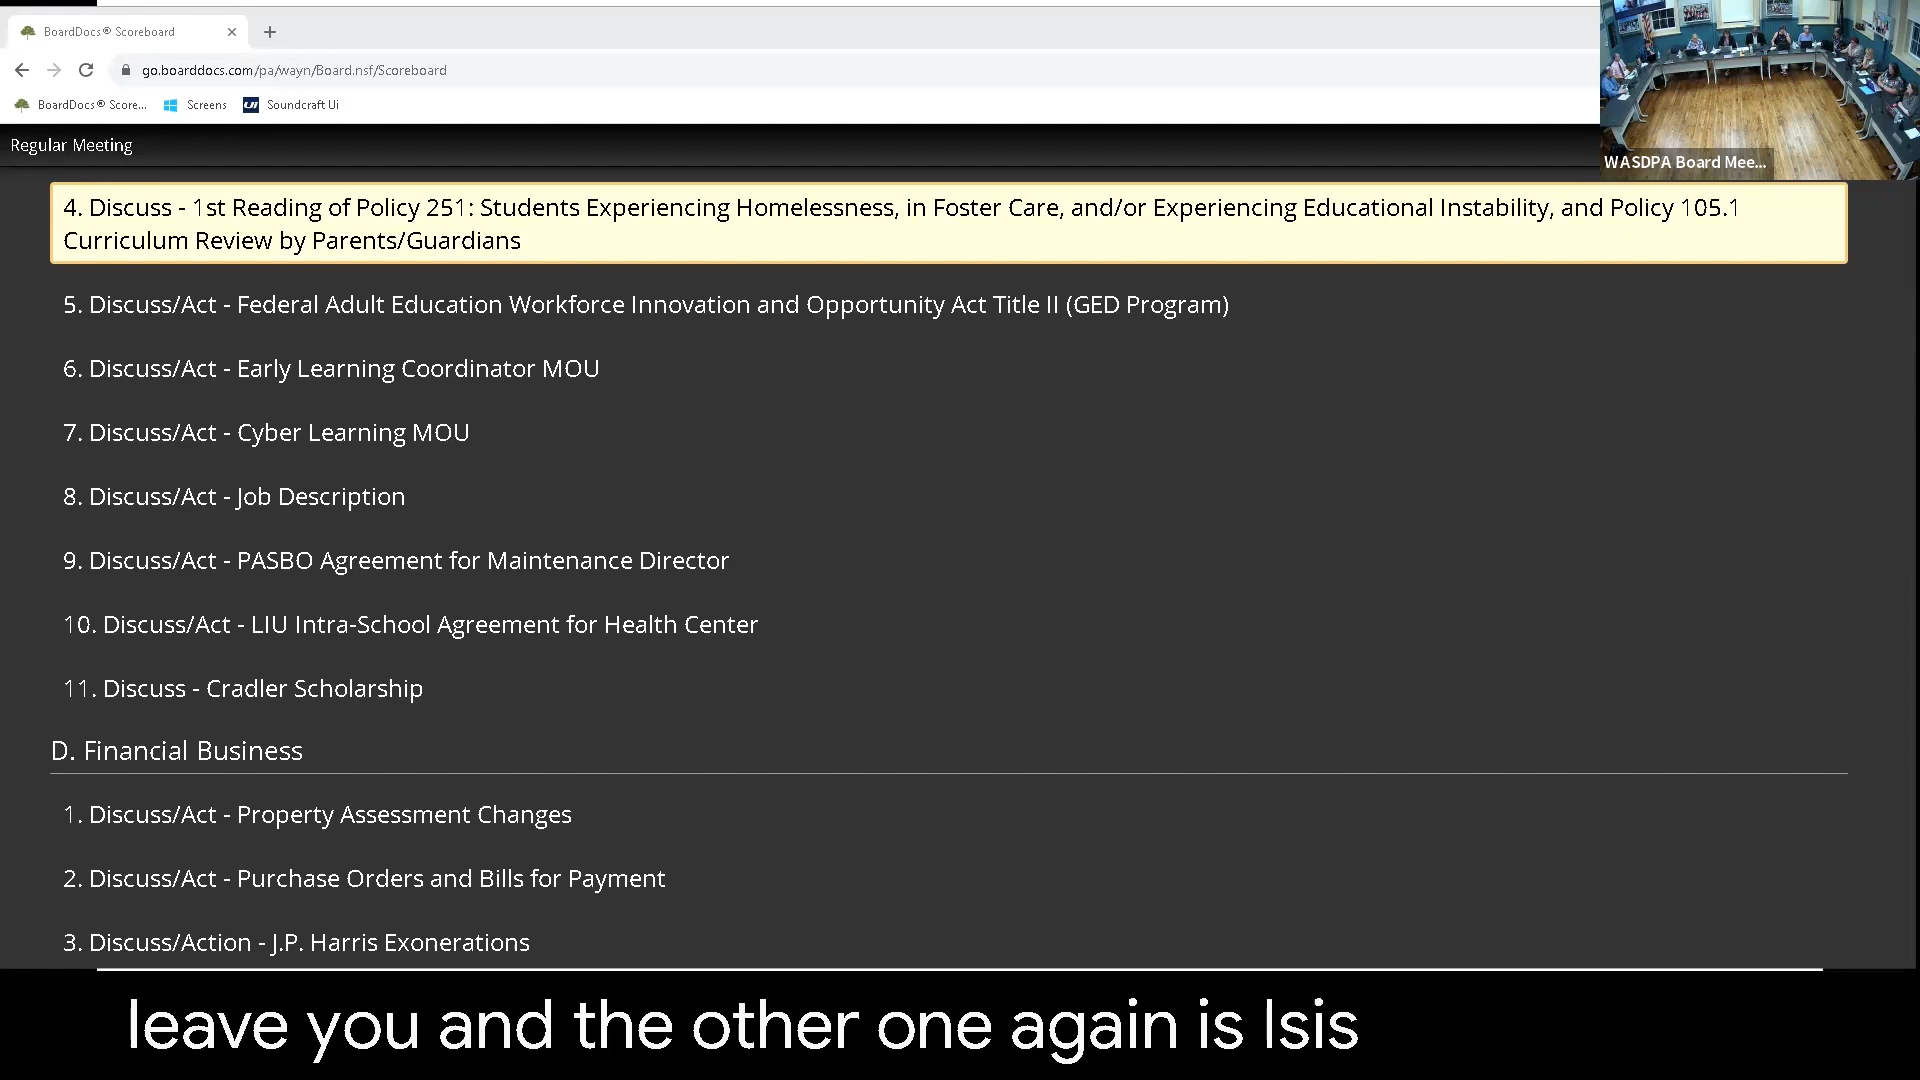 BoardDocs® Scoreboard
go.boarddocs.com/pa/wayn/Board.nsf/Scoreboard
BoardDocs® Score...
Screens
Soundcraft Ui
WASDPA Board Mee...
Regular Meeting
4. Discuss - 1st Reading of Policy 251: Students Experiencing Homelessness, in Foster Care, and/or Experiencing Educational Instability, and Policy 105.1
Curriculum Review by Parents/Guardians
5. Discuss/Act - Federal Adult Education Workforce Innovation and Opportunity Act Title II (GED Program)
6. Discuss/Act - Early Learning Coordinator MOU
7. Discuss/Act - Cyber Learning MOU
8. Discuss/Act - Job Description
9. Discuss/Act - PASBO Agreement for Maintenance Director
10. Discuss/Act - LIU Intra-School Agreement for Health Center
11. Discuss - Cradler Scholarship
D. Financial Business
1. Discuss/Act - Property Assessment Changes
2. Discuss/Act - Purchase Orders and Bills for Payment
3. Discuss/Action - J.P. Harris Exonerations
leave you and the other one again is Isis